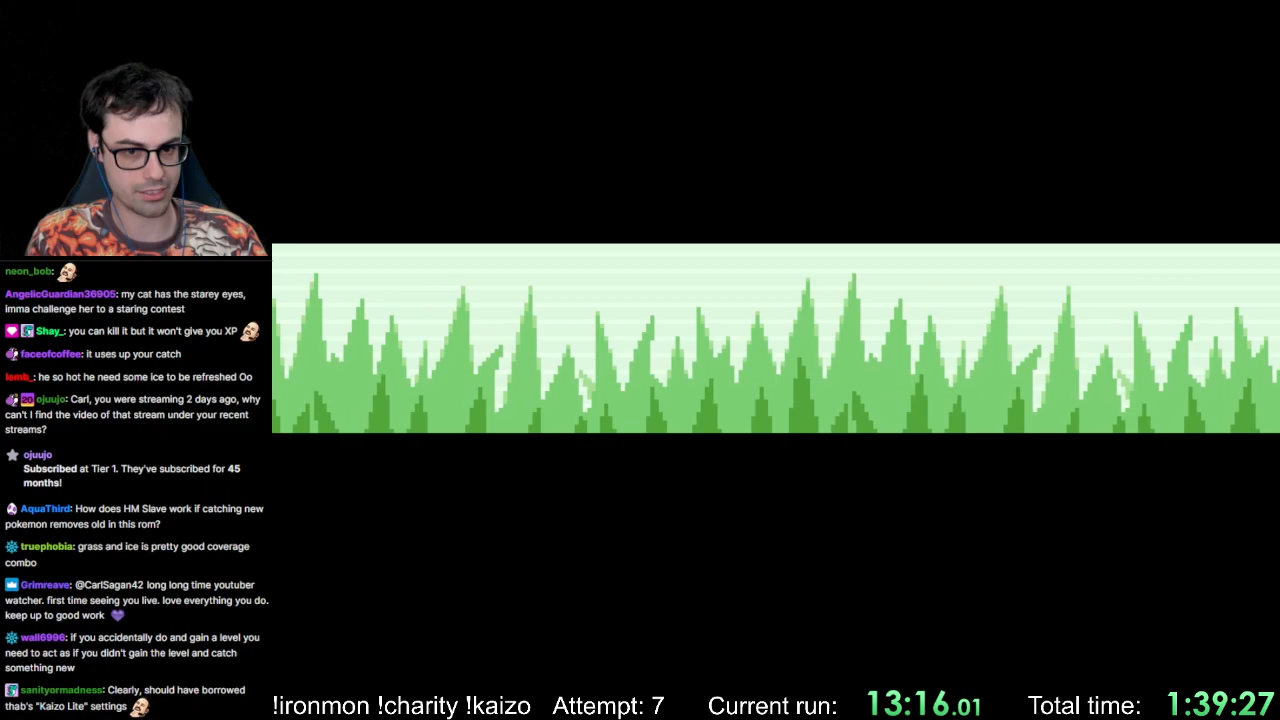 neon_bob:
AngelicGuardian36905: my cat has the starey eyes,
imma challenge her to a staring contest
Shay_: you can kill it but it won't give you XP
faceofcoffee: it uses up your catch
lemb_: he so hot he need some ice to be refreshed Oo
20 ojuujo: Carl, you were streaming 2 days ago, why
can't I find the video of that stream under your recent
streams?
ojuujo
Subscribed at Tier 1. They've subscribed for 45
months!
AquaThird: How does HM Slave work if catching new
pokemon removes old in this rom?
truephobia: grass and ice is pretty good coverage
combo
Grimreave: @CarlSagan42 long long time youtuber
watcher. first time seeing you live. love everything you do.
keep up to good work
wall6996: if you accidentally do and gain a level you
need to act as if you didn't gain the level and catch
something new
sanityormadness: Clearly, should have borrowed
thab's "Kaizo Lite" settings
!ironmon !charity !kaizo Attempt: 7 Current run: 13:16.01 Total time: 1:39:27